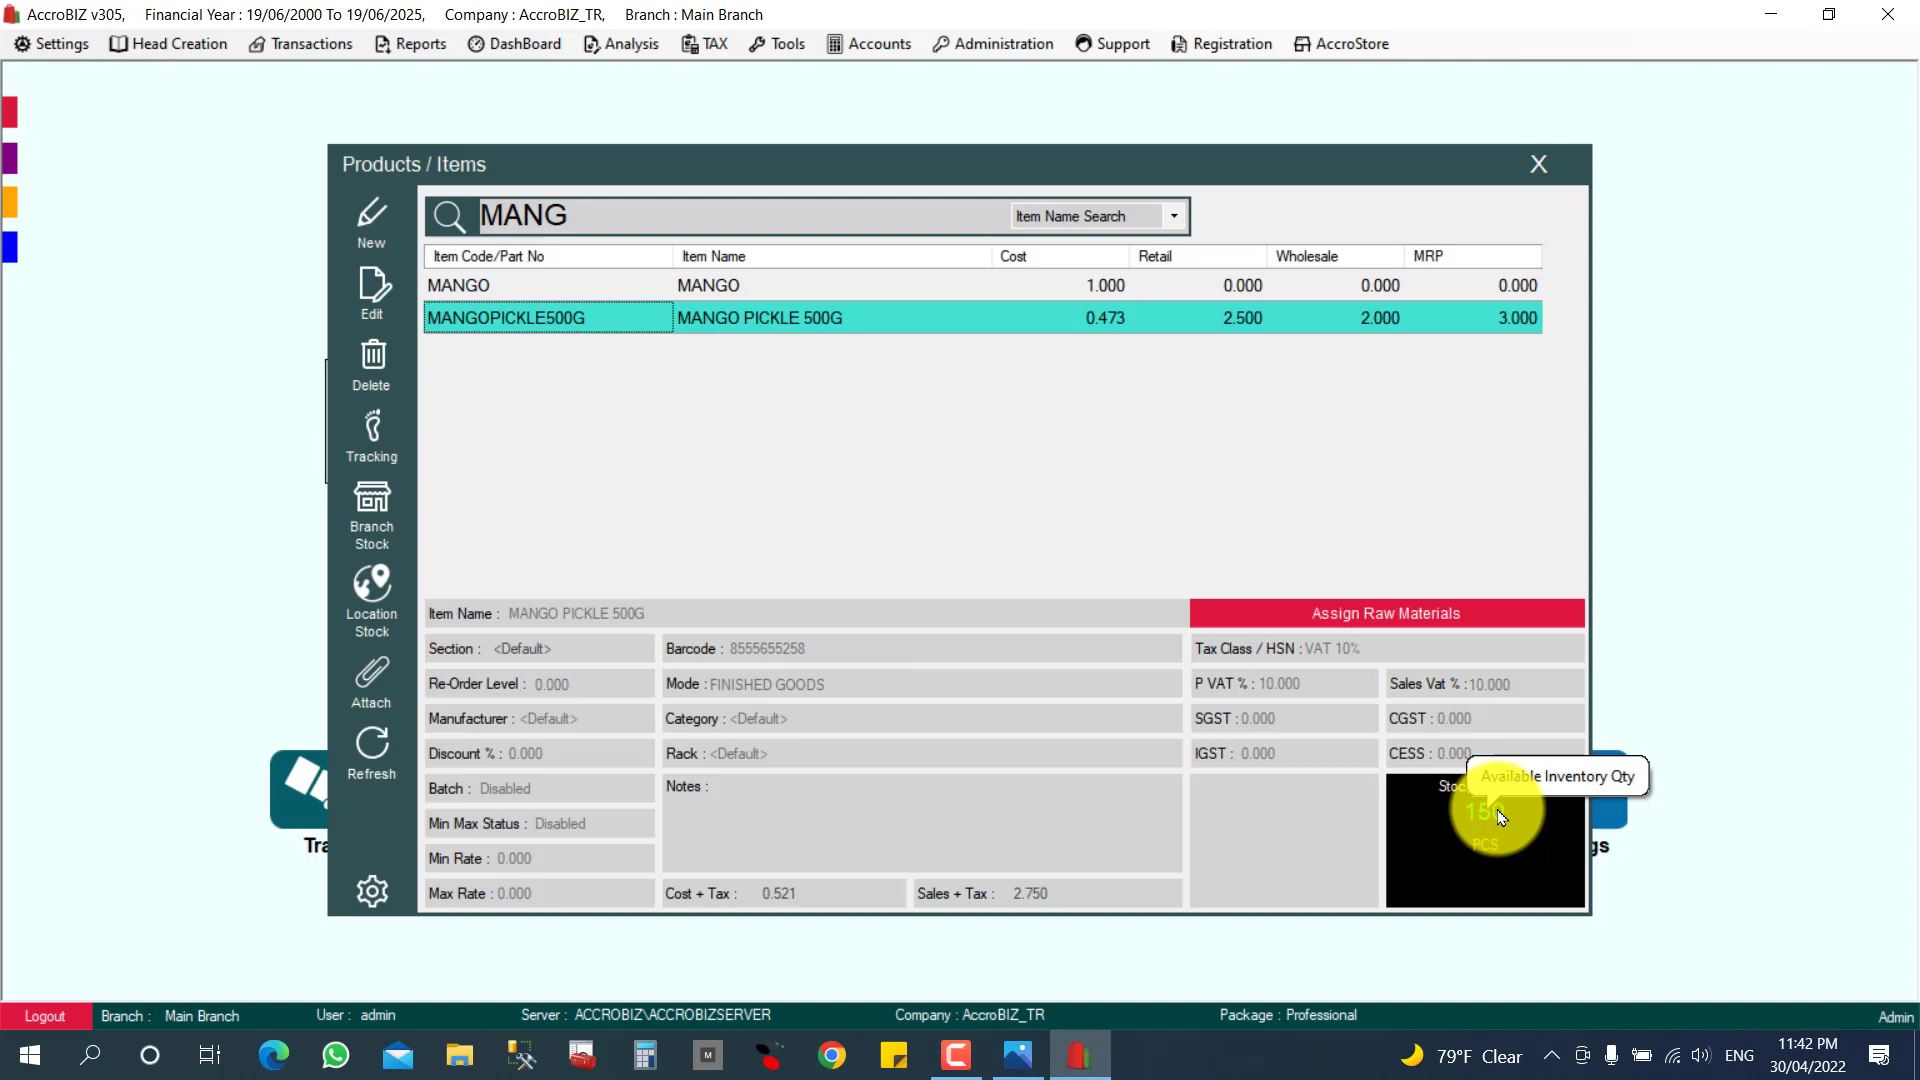 AccroBIZ v305, Financial Year : 19/06/2000 To 19/06/2025, Company : AccroBIZ_TR, Branch : Main Branch
Settings Head Creation Transactions Reports DashBoard Analysis TAX Tools Accounts Administration Support Registration AccroStore
Products / Items X
New
Edit
Delete
Tracking
Branch
Stock
Location
Stock
Attach
Refresh
MANG Item Name Search
Item Code/Part No Item Name Cost Retail Wholesale MRP
MANGO MANGO 1.000 0.000 0.000 0.000
MANGOPICKLE500G MANGO PICKLE 500G 0.473 2.500 2.000 3.000
Item Name : MANGO PICKLE 500G Assign Raw Materials
Section : <Default> Barcode : 8555655258 Tax Class / HSN : VAT 10%
Re-Order Level : 0.000 Mode : FINISHED GOODS P VAT % : 10.000 Sales Vat % : 10.000
Manufacturer : <Default> Category : <Default> SGST : 0.000 CGST : 0.000
Discount % : 0.000 Rack : <Default> IGST : 0.000 CESS : 0.000
Available Inventory Qty
Batch : Disabled Notes :
150
Min Max Status : Disabled
PCS
Min Rate : 0.000
Max Rate : 0.000 Cost + Tax : 0.521 Sales + Tax : 2.750
Logout Branch : Main Branch User : admin Server : ACCROBIZ\ACCROBIZSERVER Company : AccroBIZ_TR Package : Professional Admin
M 79°F Clear ENG 11:42 PM
30/04/2022